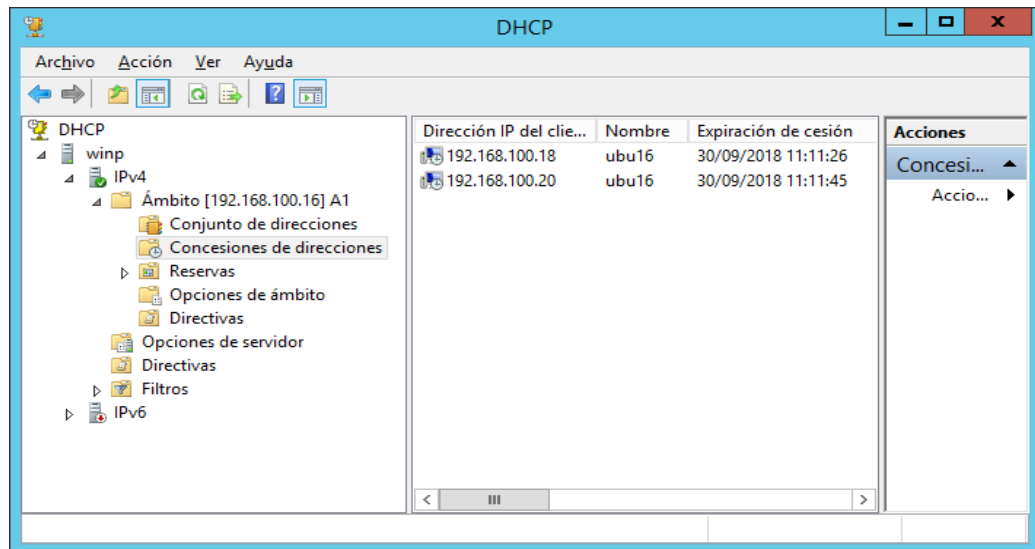 DHCP
Archivo Acción Ver Ayuda
DHCP
winp
IPv4
Ámbito [192.168.100.16] A1
Conjunto de direcciones
Concesiones de direcciones
Reservas
Opciones de ámbito
Directivas
Opciones de servidor
Directivas
Filtros
IPv6
Dirección IP del clie... Nombre Expiración de cesión
192.168.100.18 ubu16 30/09/2018 11:11:26
192.168.100.20 ubu16 30/09/2018 11:11:45
Acciones
Concesi...
Accio...